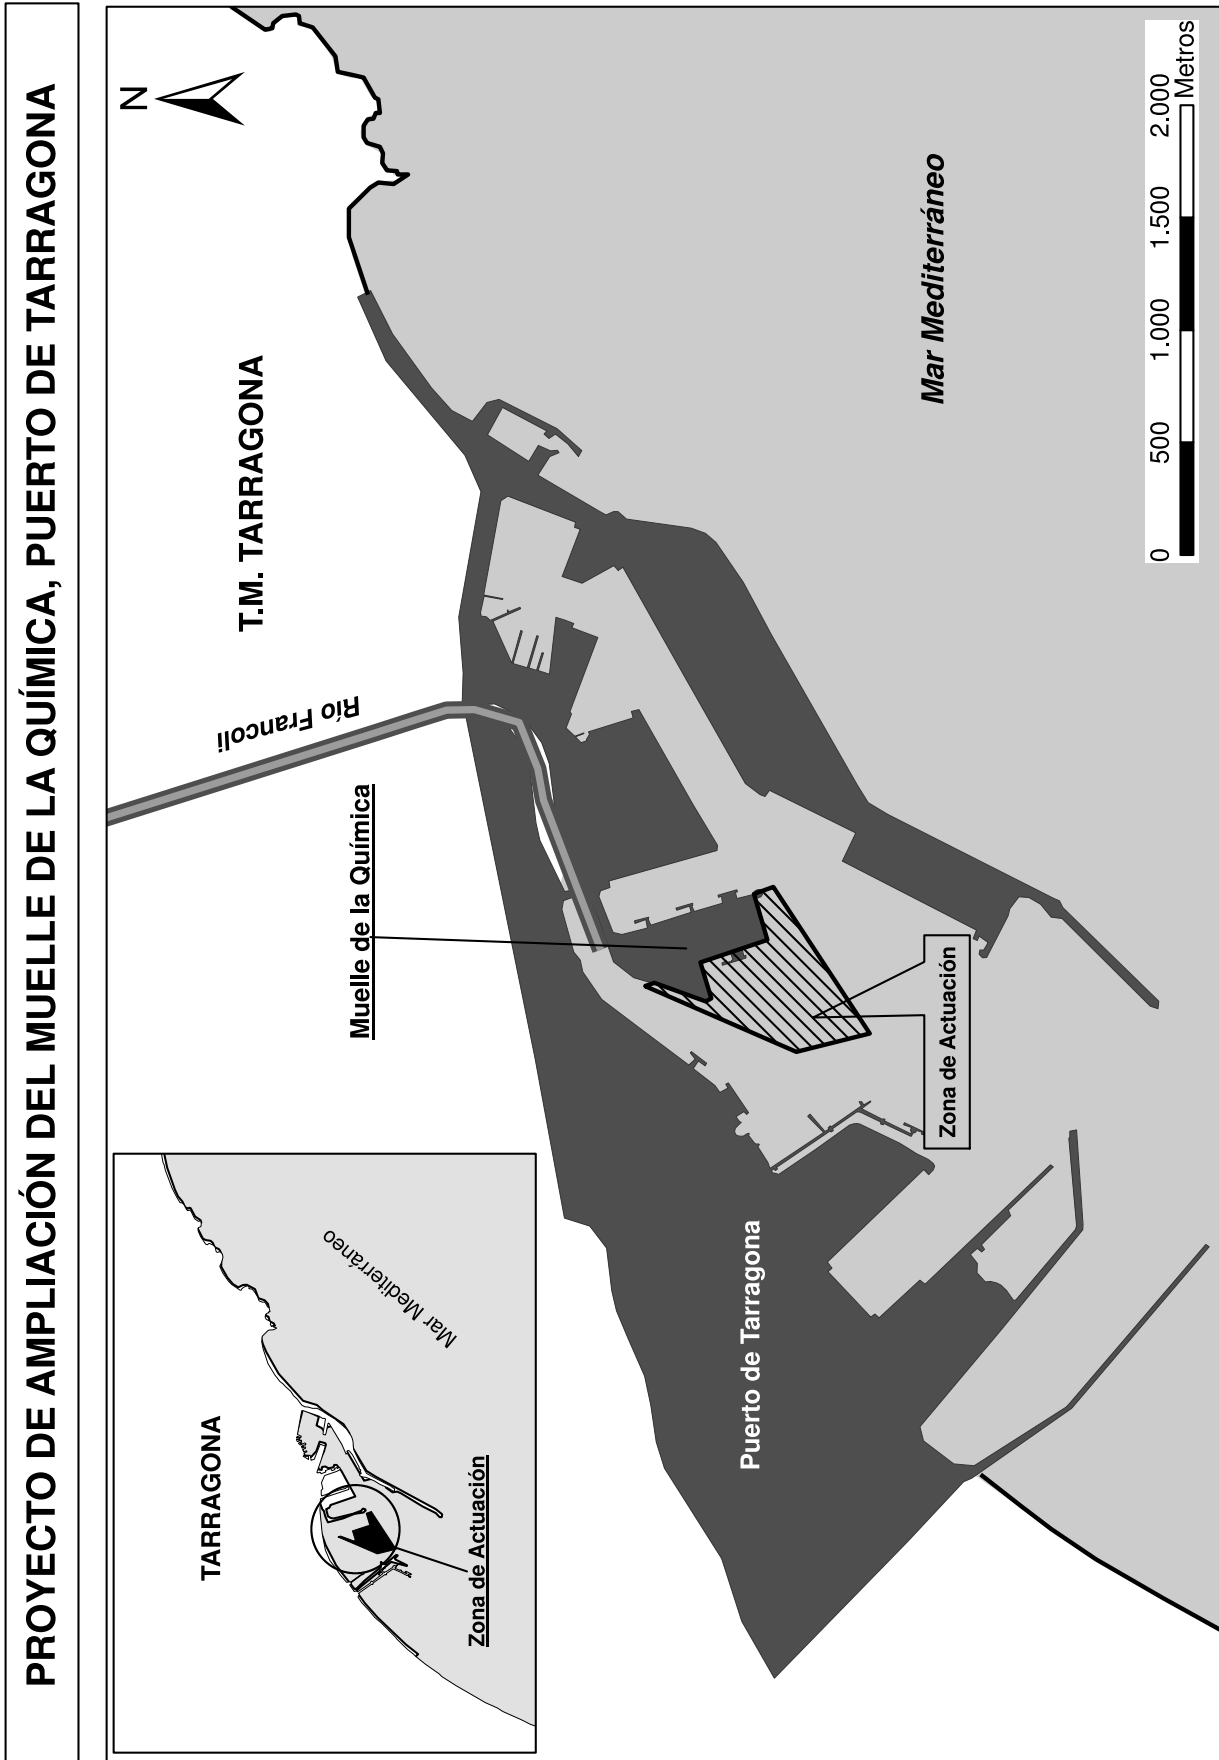 PROYECTO DE AMPLIACIÓN DEL MUELLE DE LA QUÍMICA, PUERTO DE TARRAGONA
N
T.M. TARRAGONA
Río Francoli
Muelle de la Química
Mar Mediterráneo
Zona de Actuación
Puerto de Tarragona
TARRAGONA
Mar Mediterráneo
Zona de Actuación
0 500 1.000 1.500 2.000
Metros